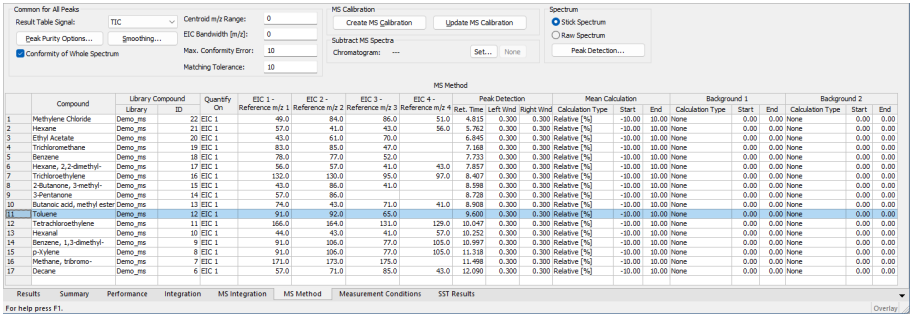 Common for All Peaks
Result Table Signal: TIC
Peak Purity Options... Smoothing...
Conformity of Whole Spectrum
Centroid m/z Range: 0
EIC Bandwidth [m/z]: 0
Max. Conformity Error: 10
Matching Tolerance: 10
MS Calibration
Create MS Calibration Update MS Calibration
Subtract MS Spectra
Chromatogram: --- Set... None
Spectrum
Stick Spectrum
Raw Spectrum
Peak Detection...
MS Method
Compound Library Compound Quantify On EIC 1 - Reference m/z 1 EIC 2 - Reference m/z 2 EIC 3 - Reference m/z 3 EIC 4 - Reference m/z 4 Peak Detection Mean Calculation Background 1 Background 2
Library ID Ret. Time Left Wnd Right Wnd Calculation Type Start End Calculation Type Start End Calculation Type Start End
1 Methylene Chloride Demo_ms 22 EIC 1 49.0 84.0 86.0 51.0 4.815 0.300 0.300 Relative [%] -10.00 10.00 None 0.00 0.00 None 0.00 0.00
2 Hexane Demo_ms 21 EIC 1 57.0 41.0 43.0 56.0 5.762 0.300 0.300 Relative [%] -10.00 10.00 None 0.00 0.00 None 0.00 0.00
3 Ethyl Acetate Demo_ms 20 EIC 1 43.0 61.0 70.0 6.845 0.300 0.300 Relative [%] -10.00 10.00 None 0.00 0.00 None 0.00 0.00
4 Trichloromethane Demo_ms 19 EIC 1 83.0 85.0 47.0 7.168 0.300 0.300 Relative [%] -10.00 10.00 None 0.00 0.00 None 0.00 0.00
5 Benzene Demo_ms 18 EIC 1 78.0 77.0 52.0 7.733 0.300 0.300 Relative [%] -10.00 10.00 None 0.00 0.00 None 0.00 0.00
6 Hexane, 2,2-dimethyl- Demo_ms 17 EIC 1 56.0 57.0 41.0 43.0 7.857 0.300 0.300 Relative [%] -10.00 10.00 None 0.00 0.00 None 0.00 0.00
7 Trichloroethylene Demo_ms 16 EIC 1 132.0 130.0 95.0 97.0 8.407 0.300 0.300 Relative [%] -10.00 10.00 None 0.00 0.00 None 0.00 0.00
8 2-Butanone, 3-methyl- Demo_ms 15 EIC 1 43.0 86.0 41.0 8.598 0.300 0.300 Relative [%] -10.00 10.00 None 0.00 0.00 None 0.00 0.00
9 3-Pentanone Demo_ms 14 EIC 1 57.0 86.0 8.728 0.300 0.300 Relative [%] -10.00 10.00 None 0.00 0.00 None 0.00 0.00
10 Butanoic acid, methyl ester Demo_ms 13 EIC 1 74.0 43.0 71.0 41.0 8.908 0.300 0.300 Relative [%] -10.00 10.00 None 0.00 0.00 None 0.00 0.00
11 Toluene Demo_ms 12 EIC 1 91.0 92.0 65.0 9.600 0.300 0.300 Relative [%] -10.00 10.00 None 0.00 0.00 None 0.00 0.00
12 Tetrachloroethylene Demo_ms 11 EIC 1 166.0 164.0 131.0 129.0 10.047 0.300 0.300 Relative [%] -10.00 10.00 None 0.00 0.00 None 0.00 0.00
13 Hexanal Demo_ms 10 EIC 1 44.0 43.0 41.0 57.0 10.252 0.300 0.300 Relative [%] -10.00 10.00 None 0.00 0.00 None 0.00 0.00
14 Benzene, 1,3-dimethyl- Demo_ms 9 EIC 1 91.0 106.0 77.0 105.0 10.997 0.300 0.300 Relative [%] -10.00 10.00 None 0.00 0.00 None 0.00 0.00
15 p-Xylene Demo_ms 8 EIC 1 91.0 106.0 77.0 105.0 11.318 0.300 0.300 Relative [%] -10.00 10.00 None 0.00 0.00 None 0.00 0.00
16 Methane, tribromo- Demo_ms 7 EIC 1 171.0 173.0 175.0 11.498 0.300 0.300 Relative [%] -10.00 10.00 None 0.00 0.00 None 0.00 0.00
17 Decane Demo_ms 6 EIC 1 57.0 71.0 85.0 43.0 12.090 0.300 0.300 Relative [%] -10.00 10.00 None 0.00 0.00 None 0.00 0.00
Results Summary Performance Integration MS Integration MS Method Measurement Conditions SST Results
For help press F1. Overlay